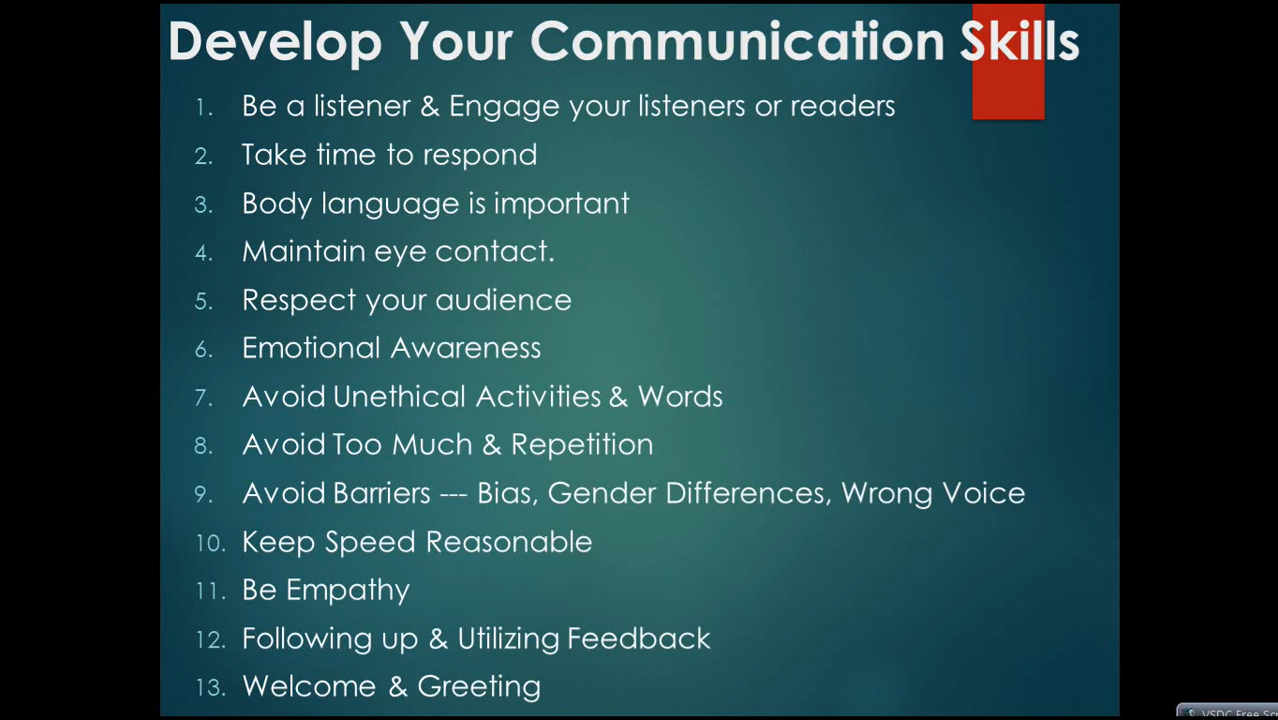 Develop Your Communication Skills
1. Be a listener & Engage your listeners or readers
2. Take time to respond
3. Body language is important
4. Maintain eye contact.
5. Respect your audience
6. Emotional Awareness
7. Avoid Unethical Activities & Words
8. Avoid Too Much & Repetition
9. Avoid Barriers --- Bias, Gender Differences, Wrong Voice
10. Keep Speed Reasonable
11. Be Empathy
12. Following up & Utilizing Feedback
13. Welcome & Greeting
VSDC Free